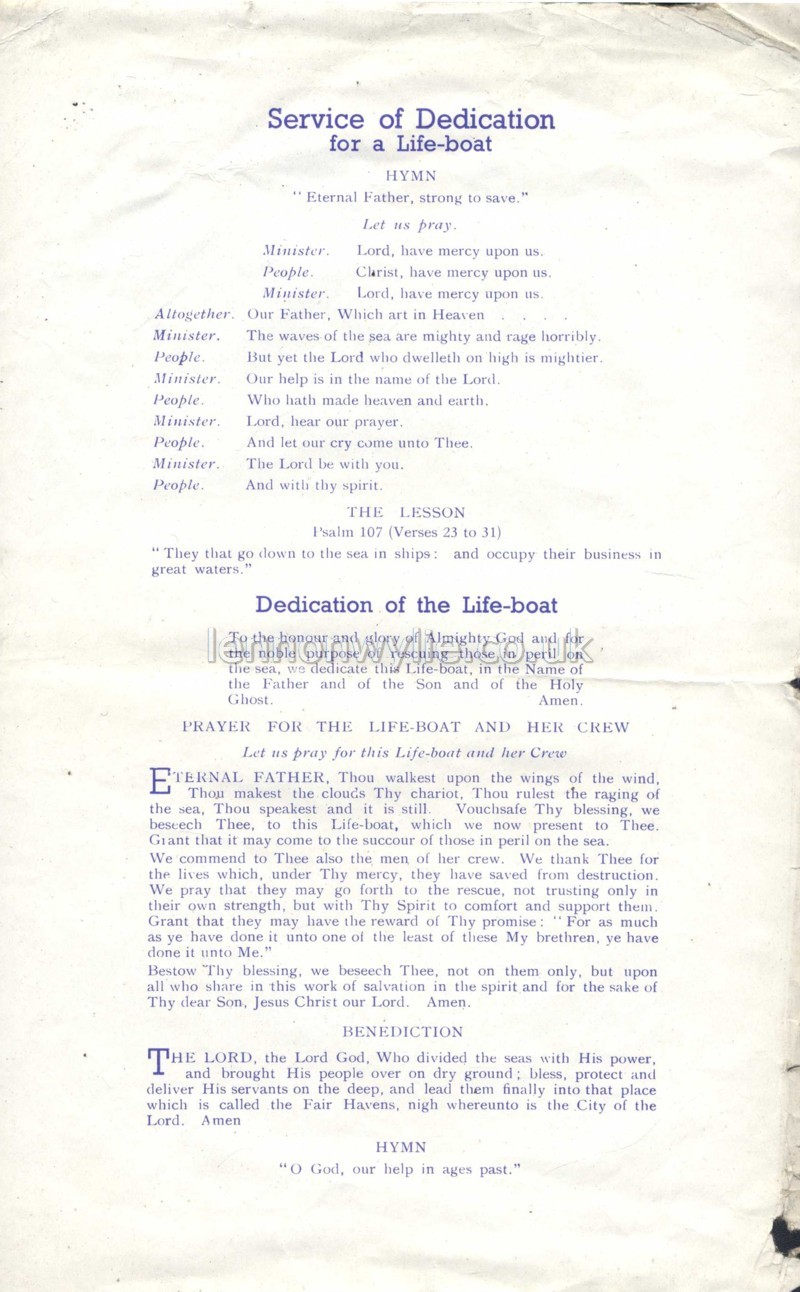 Service of Dedication
for a Life-boat
HYMN
"Eternal Father, strong to save."
Let us pray.
Minister. Lord, have mercy upon us.
People. Christ, have mercy upon us.
Minister. Lord, have mercy upon us.
Altogether. Our Father, Which art in Heaven . . . .
Minister. The waves of the sea are mighty and rage horribly.
People. But yet the Lord who dwelleth on high is mightier.
Minister. Our help is in the name of the Lord.
People. Who hath made heaven and earth.
Minister. Lord, hear our prayer.
People. And let our cry come unto Thee.
Minister. The Lord be with you.
People. And with thy spirit.
THE LESSON
Psalm 107 (Verses 23 to 31)
"They that go down to the sea in ships: and occupy their business in
great waters."
Dedication of the Life-boat
To the honour and glory of Almighty God and for
the noble purpose of rescuing those in peril on
the sea, we dedicate this Life-boat, in the Name of
the Father and of the Son and of the Holy
Ghost. Amen.
lennonwylie.co.uk
PRAYER FOR THE LIFE-BOAT AND HER CREW
Let us pray for this Life-boat and her Crew
ETERNAL FATHER, Thou walkest upon the wings of the wind,
Thou makest the clouds Thy chariot, Thou rulest the raging of
the sea, Thou speakest and it is still. Vouchsafe Thy blessing, we
beseech Thee, to this Life-boat, which we now present to Thee.
Grant that it may come to the succour of those in peril on the sea.
We commend to Thee also the men of her crew. We thank Thee for
the lives which, under Thy mercy, they have saved from destruction.
We pray that they may go forth to the rescue, not trusting only in
their own strength, but with Thy Spirit to comfort and support them.
Grant that they may have the reward of Thy promise: "For as much
as ye have done it unto one of the least of these My brethren, ye have
done it unto Me."
Bestow Thy blessing, we beseech Thee, not on them only, but upon
all who share in this work of salvation in the spirit and for the sake of
Thy dear Son, Jesus Christ our Lord. Amen.
BENEDICTION
THE LORD, the Lord God, Who divided the seas with His power,
and brought His people over on dry ground; bless, protect and
deliver His servants on the deep, and lead them finally into that place
which is called the Fair Havens, nigh whereunto is the City of the
Lord. Amen
HYMN
"O God, our help in ages past."